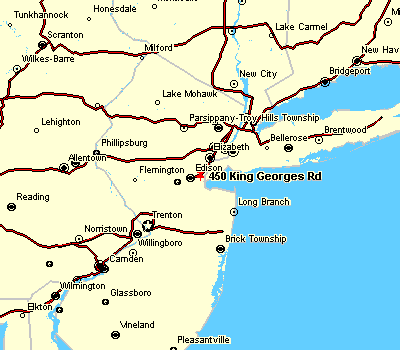 Honesdale
Tunkhannock
Lake Carmel
Scranton
Milford
New Hav
Wilkes-Barre
New City
Bridgeport
Lake Mohawk
Parsippany-Troy Hills Township
Lehighton
Brentwood
Phillipsburg
Elizabeth
Bellerose
Allentown
Edison
Flemington
450 King Georges Rd
Reading
Long Branch
Trenton
Norristown
Willingboro
Brick Township
Camden
Wilmington
Glassboro
Elkton
Vineland
Pleasantville